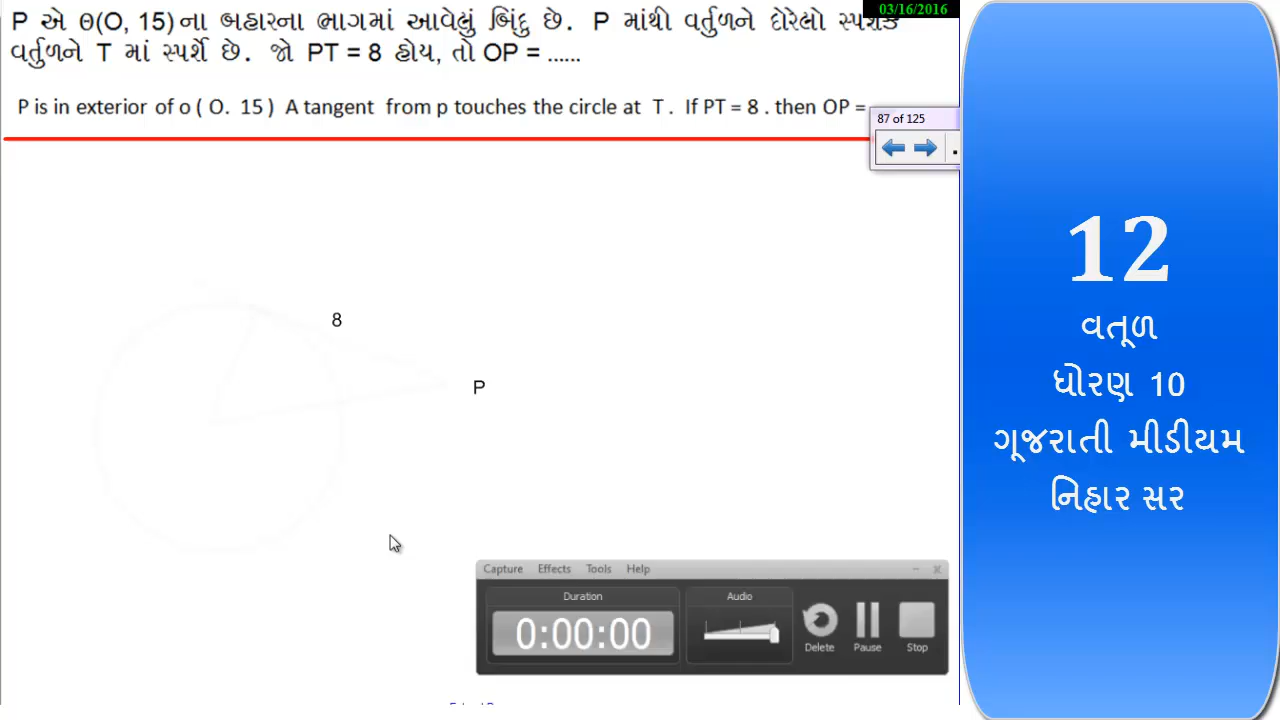 03/16/2016
P એ Θ(O, 15) ના બહારના ભાગમાં આવેલું બિંદુ છે. P માંથી વર્તુળને દોરેલો સ્પર્શક
વર્તુળને T માં સ્પર્શે છે. જો PT = 8 હોય, તો OP = ......
P is in exterior of o ( O. 15 ) A tangent from p touches the circle at T . If PT = 8 . then OP =
87 of 125
8
P
Capture Effects Tools Help
Duration
Audio
0:00:00
Delete Pause Stop
12
વતૂળ
ધોરણ 10
ગૂજરાતી મીડીયમ
નિહાર સર